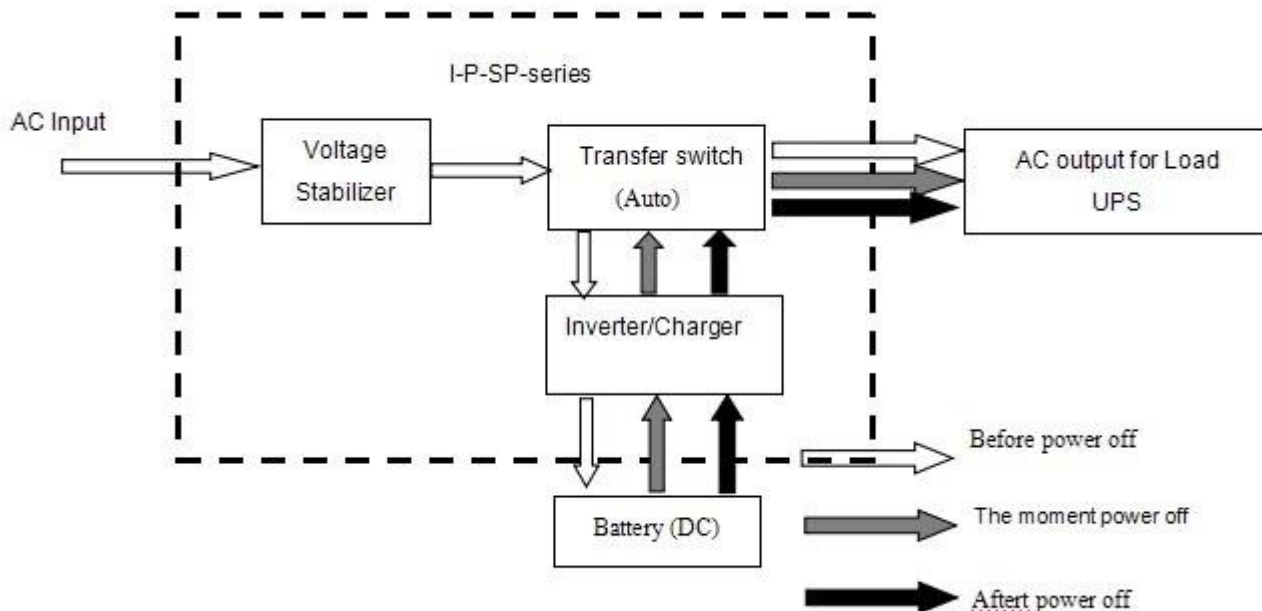 I-P-SP-series
AC Input
Voltage
Stabilizer
Transfer switch
(Auto)
AC output for Load
UPS
Inverter/Charger
Battery (DC)
Before power off
The moment power off
Aftert power off